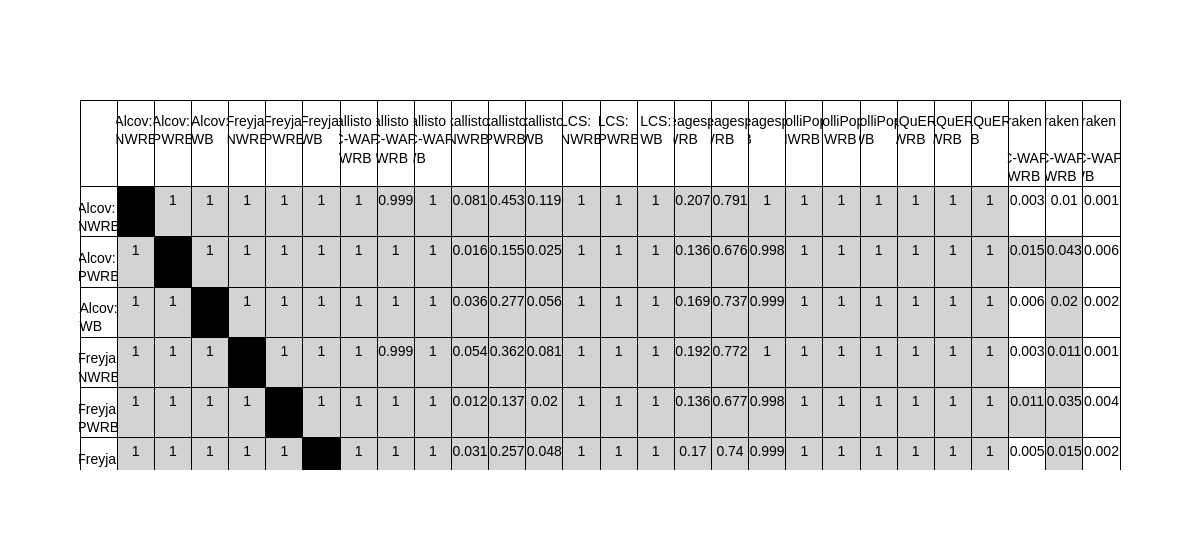 Alcov: Alcov: Alcov: Freyja Freyja Freyja allisto allisto allisto allisto allisto allisto LCS: LCS: LCS: eagesp eagesp eagesp olliPop olliPop olliPop QuER QuER QuER raken raken raken
NWRB PWRB WB NWRB PWRB WB C-WAP C-WAP C-WAP NWRB PWRB WB NWRB PWRB WB WRB WRB B WRB WRB WB WRB WRB B
WRB WRB WB C-WAP C-WAP C-WAP
WRB WRB WB
Alcov: 1 1 1 1 1 1 0.999 1 0.081 0.453 0.119 1 1 1 0.207 0.791 1 1 1 1 1 1 1 0.003 0.01 0.001
NWRB
Alcov: 1 1 1 1 1 1 1 1 0.016 0.155 0.025 1 1 1 0.136 0.676 0.998 1 1 1 1 1 1 0.015 0.043 0.006
PWRB
Alcov: 1 1 1 1 1 1 1 1 0.036 0.277 0.056 1 1 1 0.169 0.737 0.999 1 1 1 1 1 1 0.006 0.02 0.002
WB
Freyja 1 1 1 1 1 1 0.999 1 0.054 0.362 0.081 1 1 1 0.192 0.772 1 1 1 1 1 1 1 0.003 0.011 0.001
NWRB
Freyja 1 1 1 1 1 1 1 1 0.012 0.137 0.02 1 1 1 0.136 0.677 0.998 1 1 1 1 1 1 0.011 0.035 0.004
PWRB
Freyja 1 1 1 1 1 1 1 1 0.031 0.257 0.048 1 1 1 0.17 0.74 0.999 1 1 1 1 1 1 0.005 0.015 0.002